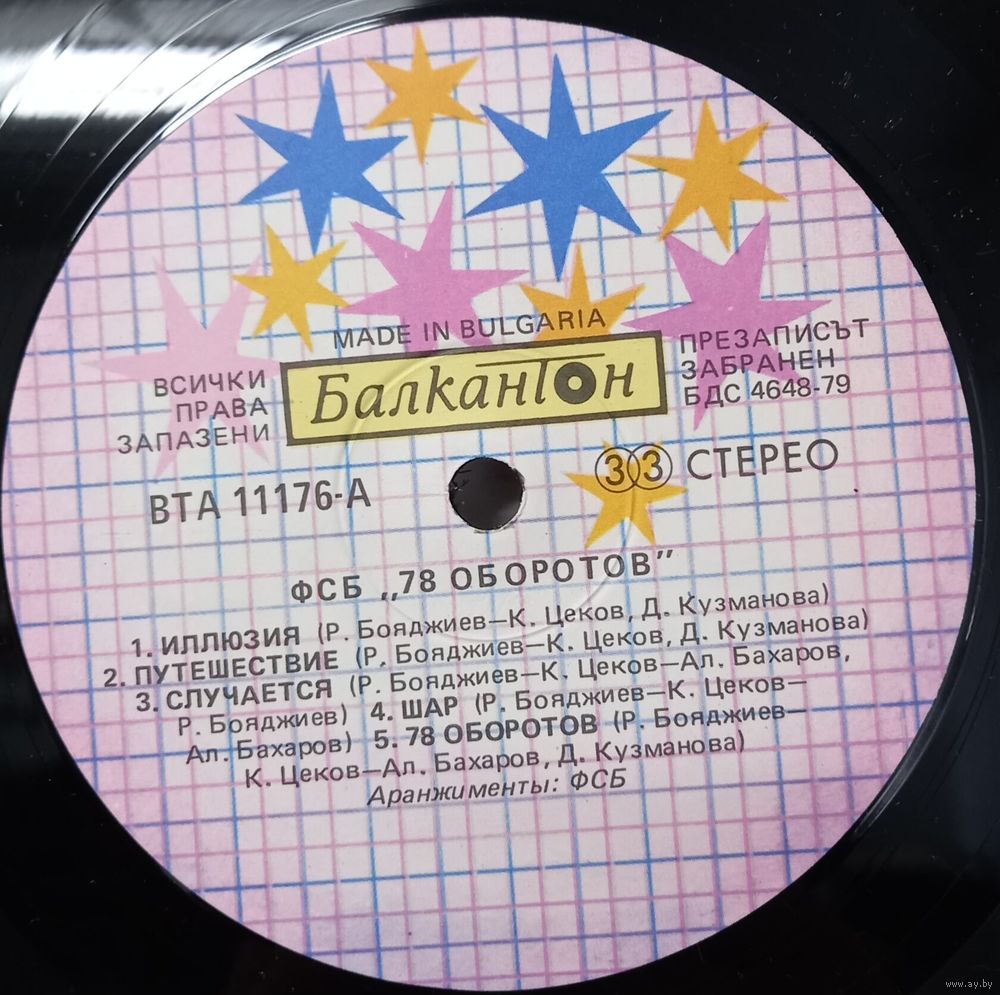 MADE IN BULGARIA
ВСИЧКИ
ПРАВА
ЗАПАЗЕНИ
Балкантон
ПРЕЗАПИСЪТ
ЗАБРАНЕН
БДС 4648-79
ВТА 11176-А
33 СТЕРЕО
ФСБ „78 ОБОРОТОВ”
1. ИЛЛЮЗИЯ (Р. Бояджиев—К. Цеков, Д. Кузманова)
2. ПУТЕШЕСТВИЕ (Р. Бояджиев—К. Цеков, Д. Кузманова)
3. СЛУЧАЕТСЯ (Р. Бояджиев—К. Цеков—Ал. Бахаров,
Р. Бояджиев) 4. ШАР (Р. Бояджиев—К. Цеков—
Ал. Бахаров) 5. 78 ОБОРОТОВ (Р. Бояджиев—
К. Цеков—Ал. Бахаров, Д. Кузманова)
Аранжименты: ФСБ
www.ay.by